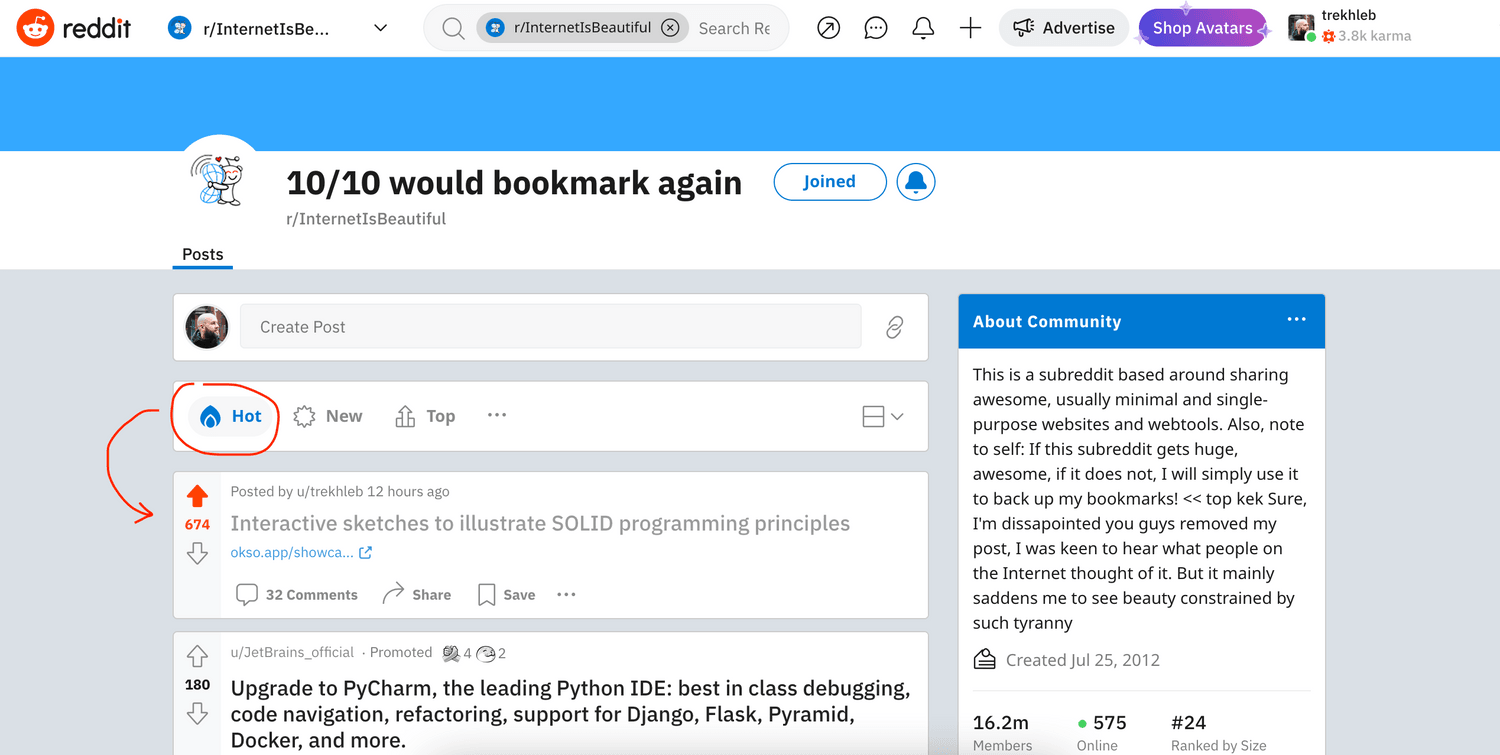 reddit
r/InternetIsBe...
r/InternetIsBeautiful
Search Re
Advertise
Shop Avatars
trekhleb
3.8k karma
10/10 would bookmark again
Joined
r/InternetIsBeautiful
Posts
Create Post
Hot
New
Top
Posted by u/trekhleb 12 hours ago
674
Interactive sketches to illustrate SOLID programming principles
okso.app/showca...
32 Comments
Share
Save
u/JetBrains_official · Promoted 4 2
180
Upgrade to PyCharm, the leading Python IDE: best in class debugging,
code navigation, refactoring, support for Django, Flask, Pyramid,
Docker, and more.
About Community
This is a subreddit based around sharing
awesome, usually minimal and single-
purpose websites and webtools. Also, note
to self: If this subreddit gets huge,
awesome, if it does not, I will simply use it
to back up my bookmarks! << top kek Sure,
I'm dissapointed you guys removed my
post, I was keen to hear what people on
the Internet thought of it. But it mainly
saddens me to see beauty constrained by
such tyranny
Created Jul 25, 2012
16.2m
Members
575
Online
#24
Ranked by Size